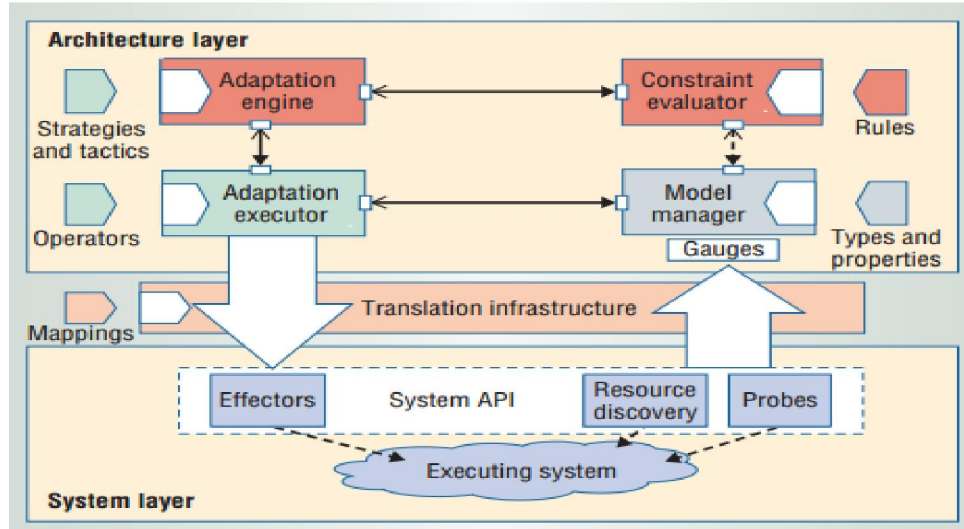 Architecture layer
Adaptation
engine
Constraint
evaluator
Strategies
and tactics
Rules
Adaptation
executor
Model
manager
Operators
Gauges
Types and
properties
Mappings
Translation infrastructure
Effectors
System API
Resource
discovery
Probes
Executing system
System layer